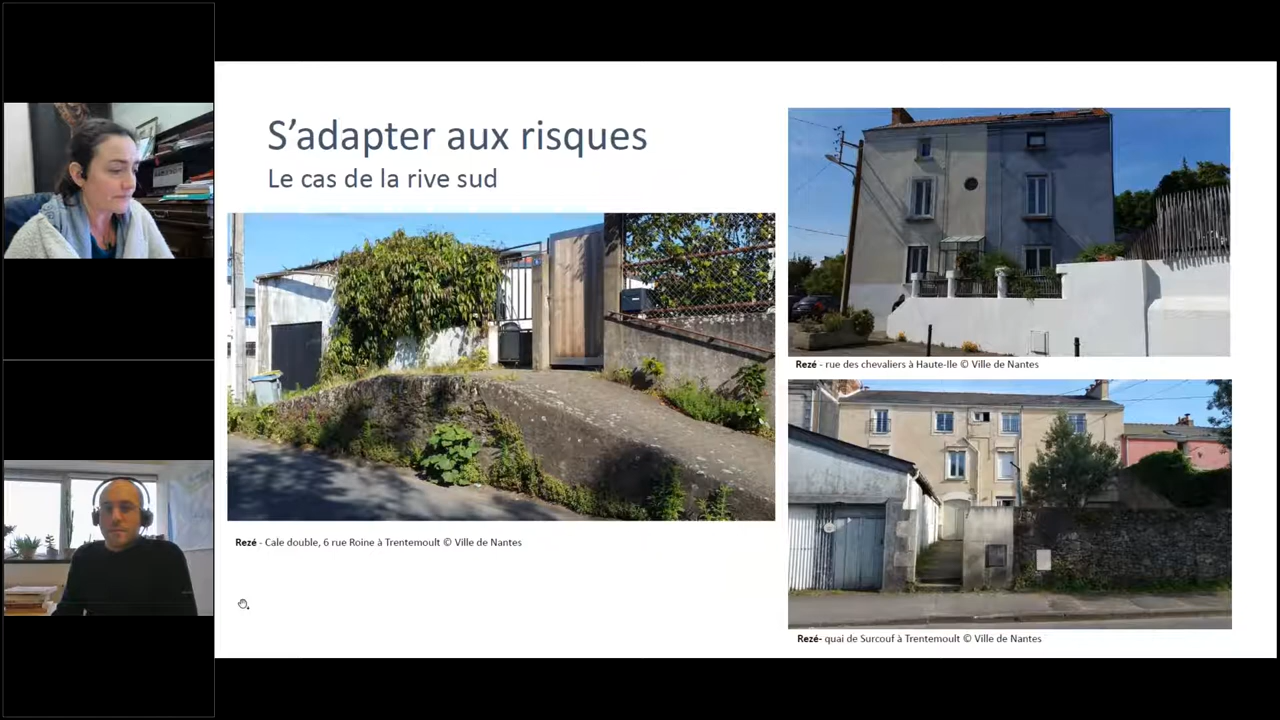 S’adapter aux risques
Le cas de la rive sud
Rezé - rue des chevaliers à Haute-Ile © Ville de Nantes
Rezé - Cale double, 6 rue Roine à Trentemoult © Ville de Nantes
Rezé- quai de Surcouf à Trentemoult © Ville de Nantes